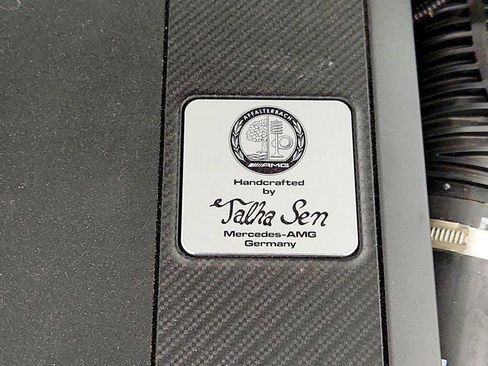 AFFALTERBACH
AMG
Handcrafted
by
Talha Sen
Mercedes-AMG
Germany